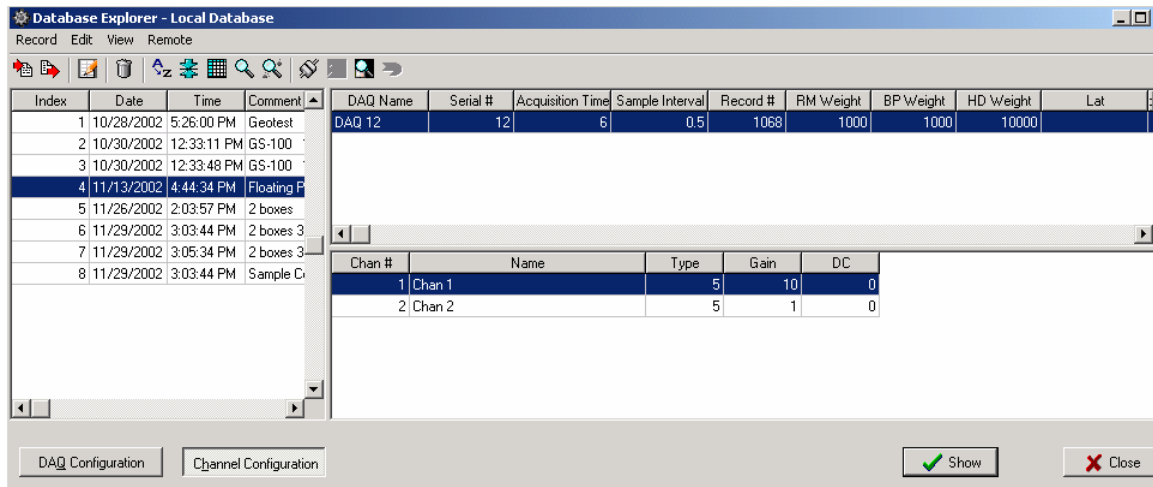 Database Explorer - Local Database
Record Edit View Remote
Index Date Time Comment
1 10/28/2002 5:26:00 PM Geotest
2 10/30/2002 12:33:11 PM GS-100
3 10/30/2002 12:33:48 PM GS-100
4 11/13/2002 4:44:34 PM Floating P
5 11/26/2002 2:03:57 PM 2 boxes
6 11/29/2002 3:03:44 PM 2 boxes 3
7 11/29/2002 3:05:34 PM 2 boxes 3
8 11/29/2002 3:03:44 PM Sample C
DAQ Name Serial # Acquisition Time Sample Interval Record # RM Weight BP Weight HD Weight Lat
DAQ 12 12 6 0.5 1068 1000 1000 10000
Chan # Name Type Gain DC
1 Chan 1 5 10 0
2 Chan 2 5 1 0
DAQ Configuration Channel Configuration Show Close